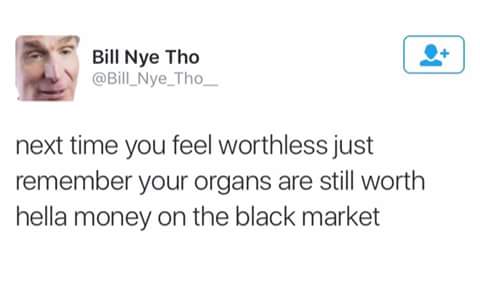 Bill Nye Tho
@Bill_Nye_Tho__
next time you feel worthless just
remember your organs are still worth
hella money on the black market